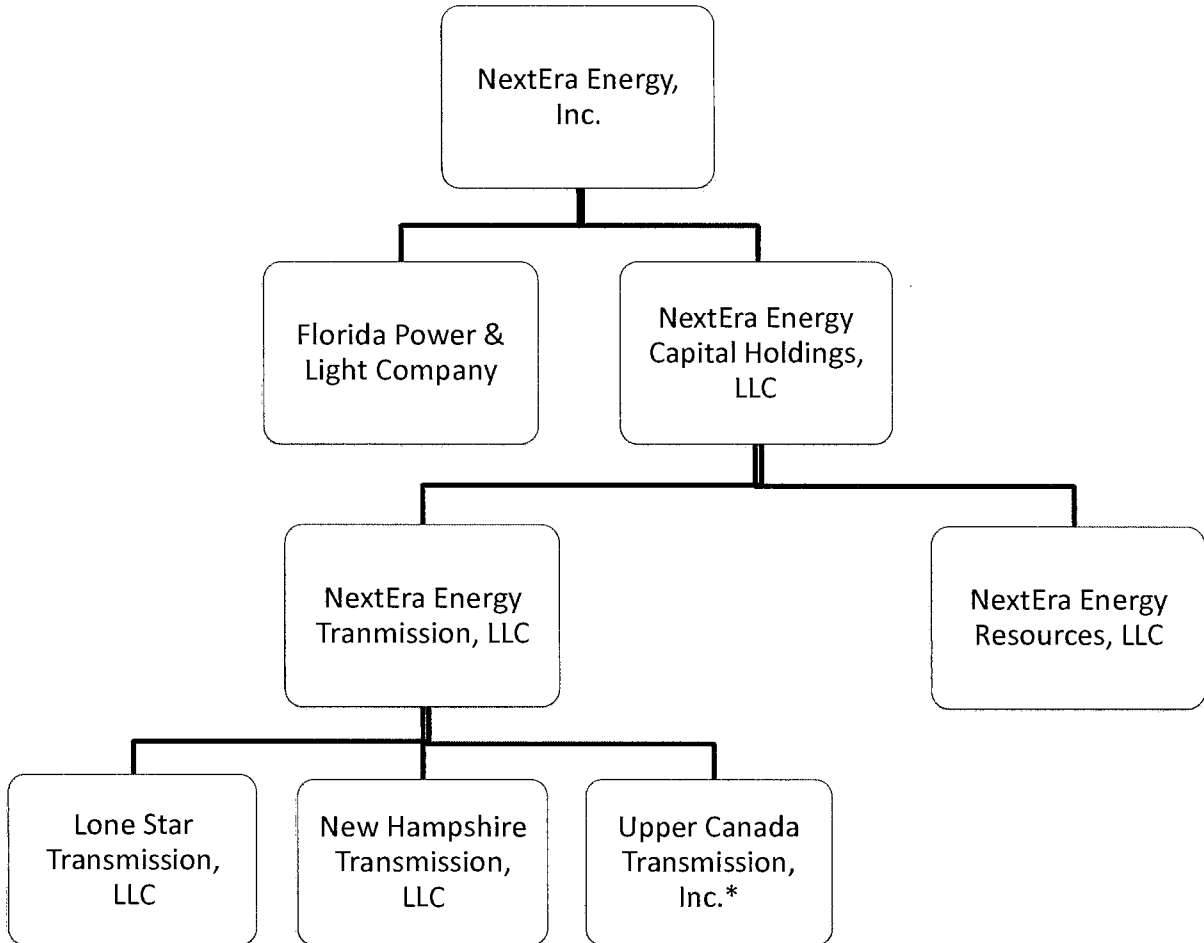 NextEra Energy,
Inc.
Florida Power &
Light Company
NextEra Energy
Capital Holdings,
LLC
NextEra Energy
Tranmission, LLC
NextEra Energy
Resources, LLC
Lone Star
Transmission,
LLC
New Hampshire
Transmission,
LLC
Upper Canada
Transmission,
Inc.*